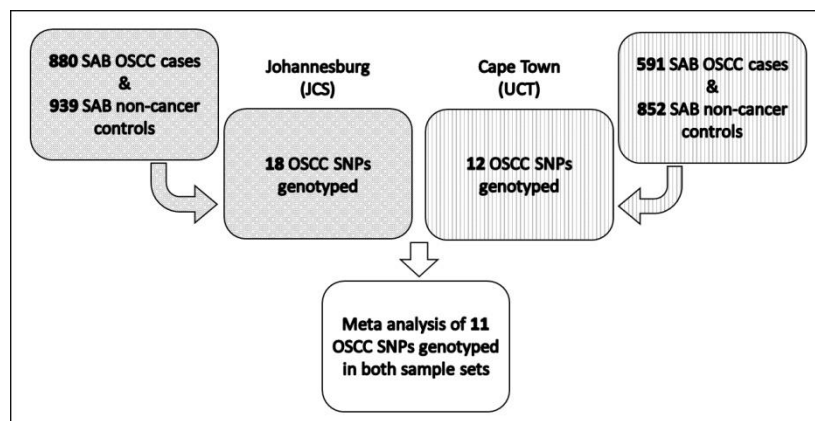 880 SAB OSCC cases
&
939 SAB non-cancer
controls
Johannesburg
(JCS)
18 OSCC SNPs
genotyped
Cape Town
(UCT)
12 OSCC SNPs
genotyped
591 SAB OSCC cases
&
852 SAB non-cancer
controls
Meta analysis of 11
OSCC SNPs genotyped
in both sample sets